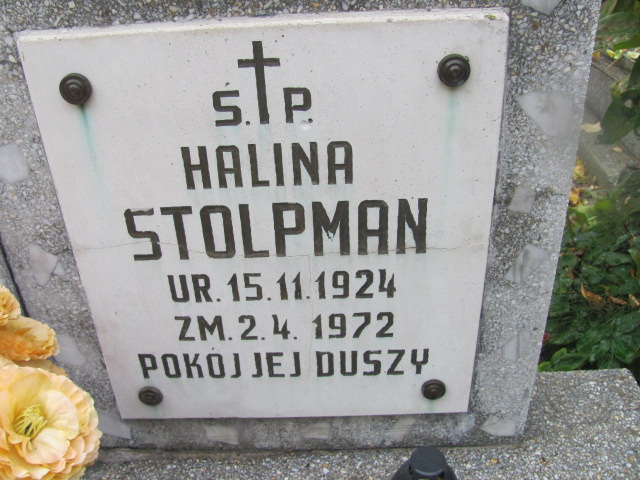 Ś. P.
HALINA
STOLPMAN
UR. 15.11.1924
ZM. 2.4. 1972
POKÓJ JEJ DUSZY